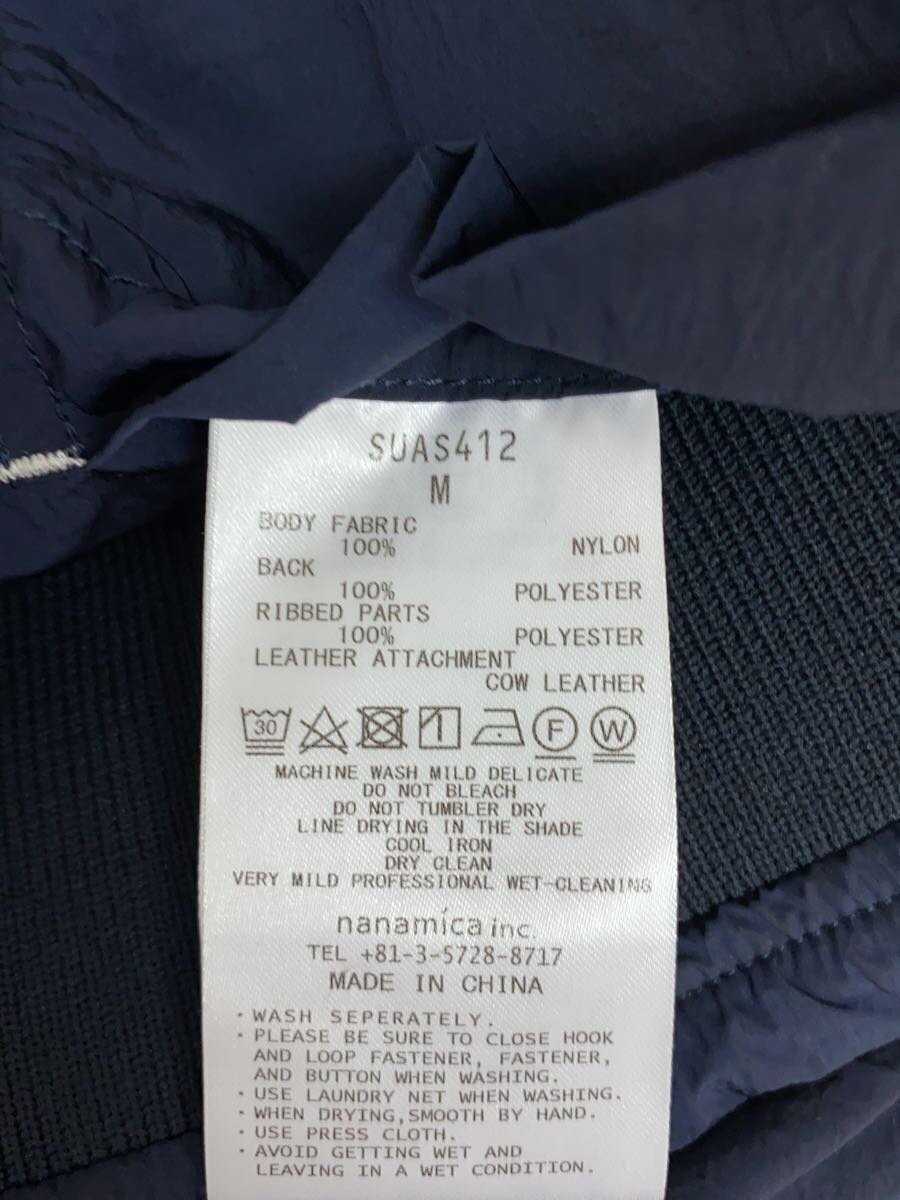 SUAS412
M
BODY FABRIC
100% NYLON
BACK
100% POLYESTER
RIBBED PARTS
100% POLYESTER
LEATHER ATTACHMENT
COW LEATHER
30 F W
MACHINE WASH MILD DELICATE
DO NOT BLEACH
DO NOT TUMBLER DRY
LINE DRYING IN THE SHADE
COOL IRON
DRY CLEAN
VERY MILD PROFESSIONAL WET-CLEANING
nanamica inc.
TEL +81-3-5728-8717
MADE IN CHINA
・WASH SEPERATELY.
・PLEASE BE SURE TO CLOSE HOOK
AND LOOP FASTENER, FASTENER,
AND BUTTON WHEN WASHING.
・USE LAUNDRY NET WHEN WASHING.
・WHEN DRYING,SMOOTH BY HAND.
・USE PRESS CLOTH.
・AVOID GETTING WET AND
LEAVING IN A WET CONDITION.